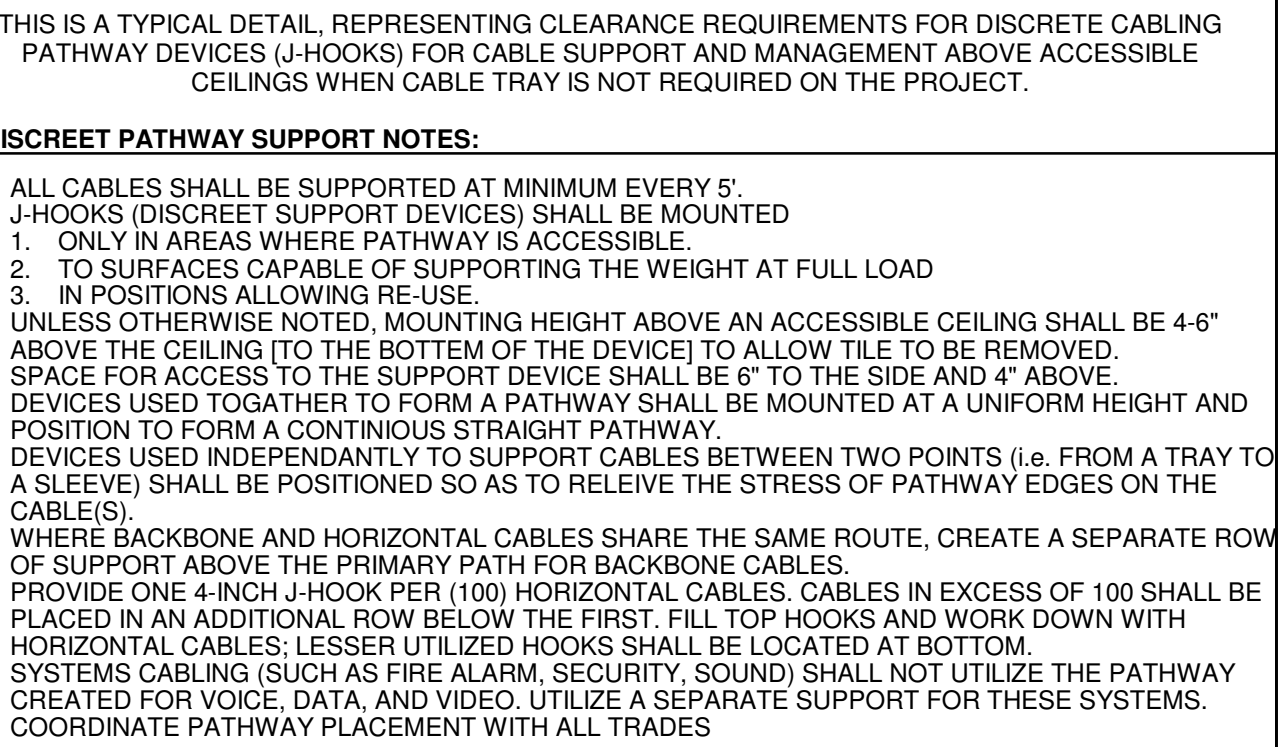 THIS IS A TYPICAL DETAIL, REPRESENTING CLEARANCE REQUIREMENTS FOR DISCRETE CABLING
PATHWAY DEVICES (J-HOOKS) FOR CABLE SUPPORT AND MANAGEMENT ABOVE ACCESSIBLE
CEILINGS WHEN CABLE TRAY IS NOT REQUIRED ON THE PROJECT.
ISCREET PATHWAY SUPPORT NOTES:
ALL CABLES SHALL BE SUPPORTED AT MINIMUM EVERY 5'.
J-HOOKS (DISCREET SUPPORT DEVICES) SHALL BE MOUNTED
1. ONLY IN AREAS WHERE PATHWAY IS ACCESSIBLE.
2. TO SURFACES CAPABLE OF SUPPORTING THE WEIGHT AT FULL LOAD
3. IN POSITIONS ALLOWING RE-USE.
UNLESS OTHERWISE NOTED, MOUNTING HEIGHT ABOVE AN ACCESSIBLE CEILING SHALL BE 4-6"
ABOVE THE CEILING [TO THE BOTTEM OF THE DEVICE] TO ALLOW TILE TO BE REMOVED.
SPACE FOR ACCESS TO THE SUPPORT DEVICE SHALL BE 6" TO THE SIDE AND 4" ABOVE.
DEVICES USED TOGATHER TO FORM A PATHWAY SHALL BE MOUNTED AT A UNIFORM HEIGHT AND
POSITION TO FORM A CONTINIOUS STRAIGHT PATHWAY.
DEVICES USED INDEPENDANTLY TO SUPPORT CABLES BETWEEN TWO POINTS (i.e. FROM A TRAY TO
A SLEEVE) SHALL BE POSITIONED SO AS TO RELEIVE THE STRESS OF PATHWAY EDGES ON THE
CABLE(S).
WHERE BACKBONE AND HORIZONTAL CABLES SHARE THE SAME ROUTE, CREATE A SEPARATE ROW
OF SUPPORT ABOVE THE PRIMARY PATH FOR BACKBONE CABLES.
PROVIDE ONE 4-INCH J-HOOK PER (100) HORIZONTAL CABLES. CABLES IN EXCESS OF 100 SHALL BE
PLACED IN AN ADDITIONAL ROW BELOW THE FIRST. FILL TOP HOOKS AND WORK DOWN WITH
HORIZONTAL CABLES; LESSER UTILIZED HOOKS SHALL BE LOCATED AT BOTTOM.
SYSTEMS CABLING (SUCH AS FIRE ALARM, SECURITY, SOUND) SHALL NOT UTILIZE THE PATHWAY
CREATED FOR VOICE, DATA, AND VIDEO. UTILIZE A SEPARATE SUPPORT FOR THESE SYSTEMS.
COORDINATE PATHWAY PLACEMENT WITH ALL TRADES